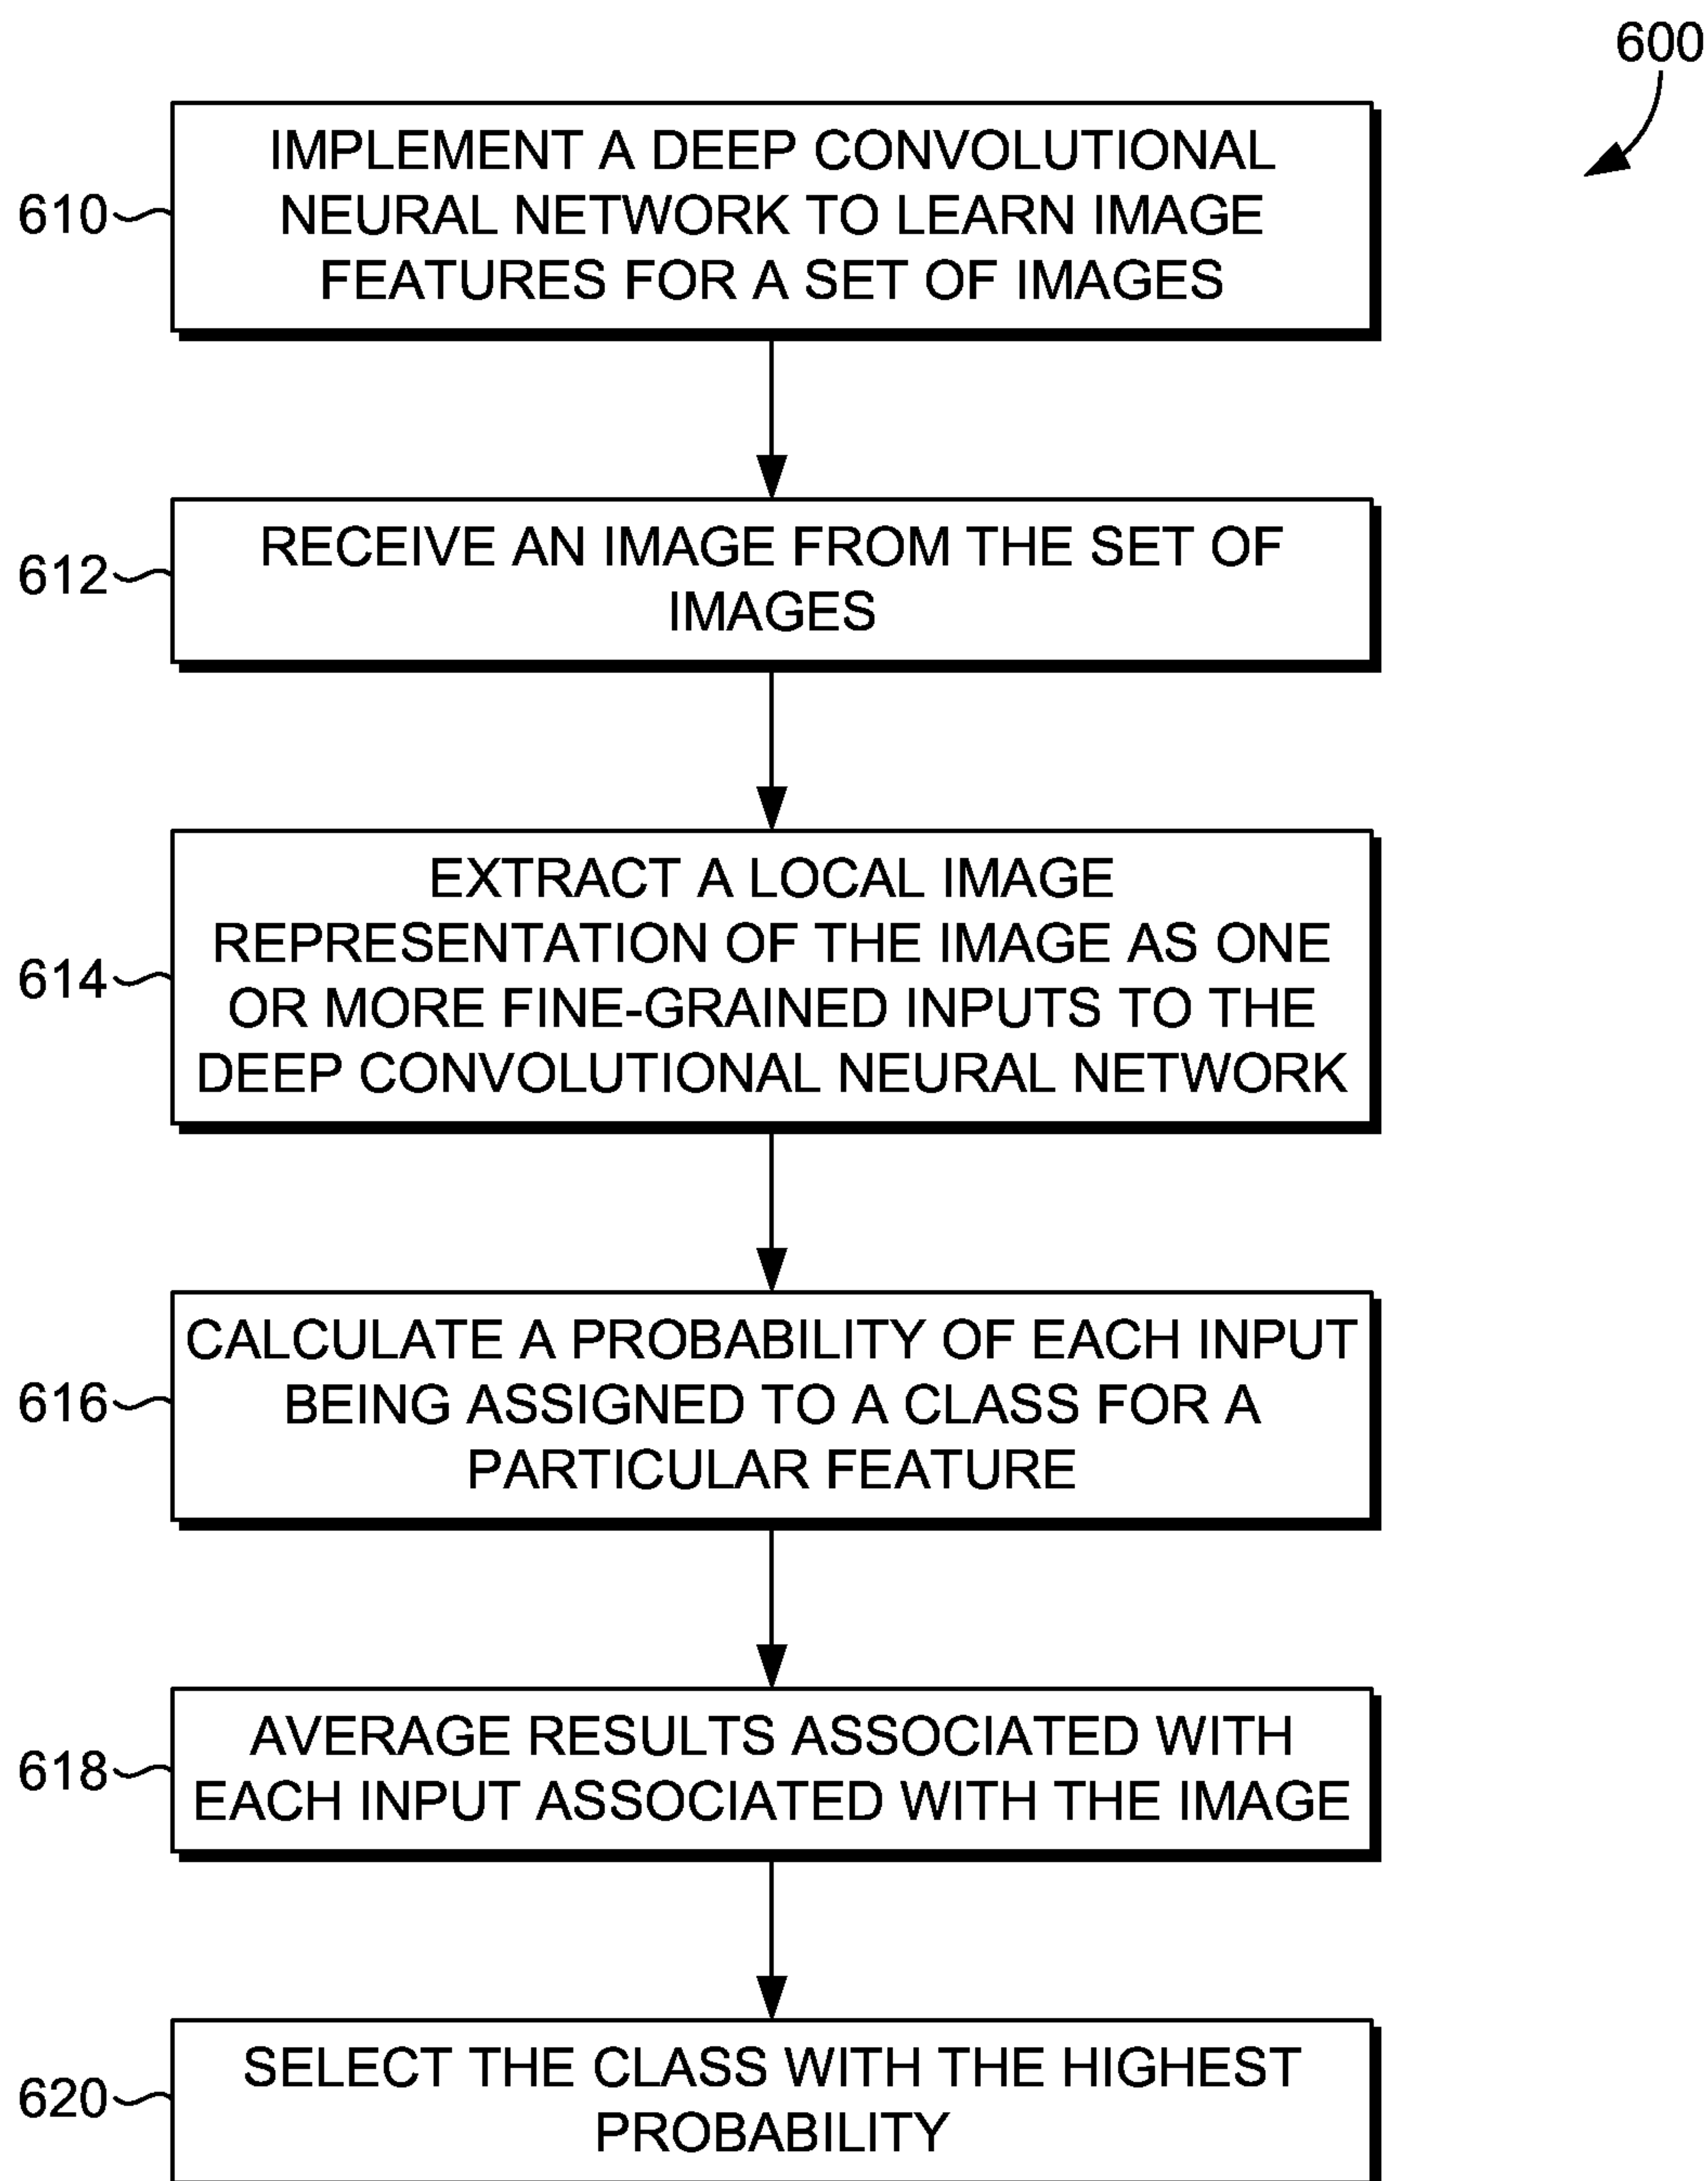 600
610
IMPLEMENT A DEEP CONVOLUTIONAL
NEURAL NETWORK TO LEARN IMAGE
FEATURES FOR A SET OF IMAGES
612
RECEIVE AN IMAGE FROM THE SET OF
IMAGES
614
EXTRACT A LOCAL IMAGE
REPRESENTATION OF THE IMAGE AS ONE
OR MORE FINE-GRAINED INPUTS TO THE
DEEP CONVOLUTIONAL NEURAL NETWORK
616
CALCULATE A PROBABILITY OF EACH INPUT
BEING ASSIGNED TO A CLASS FOR A
PARTICULAR FEATURE
618
AVERAGE RESULTS ASSOCIATED WITH
EACH INPUT ASSOCIATED WITH THE IMAGE
620
SELECT THE CLASS WITH THE HIGHEST
PROBABILITY